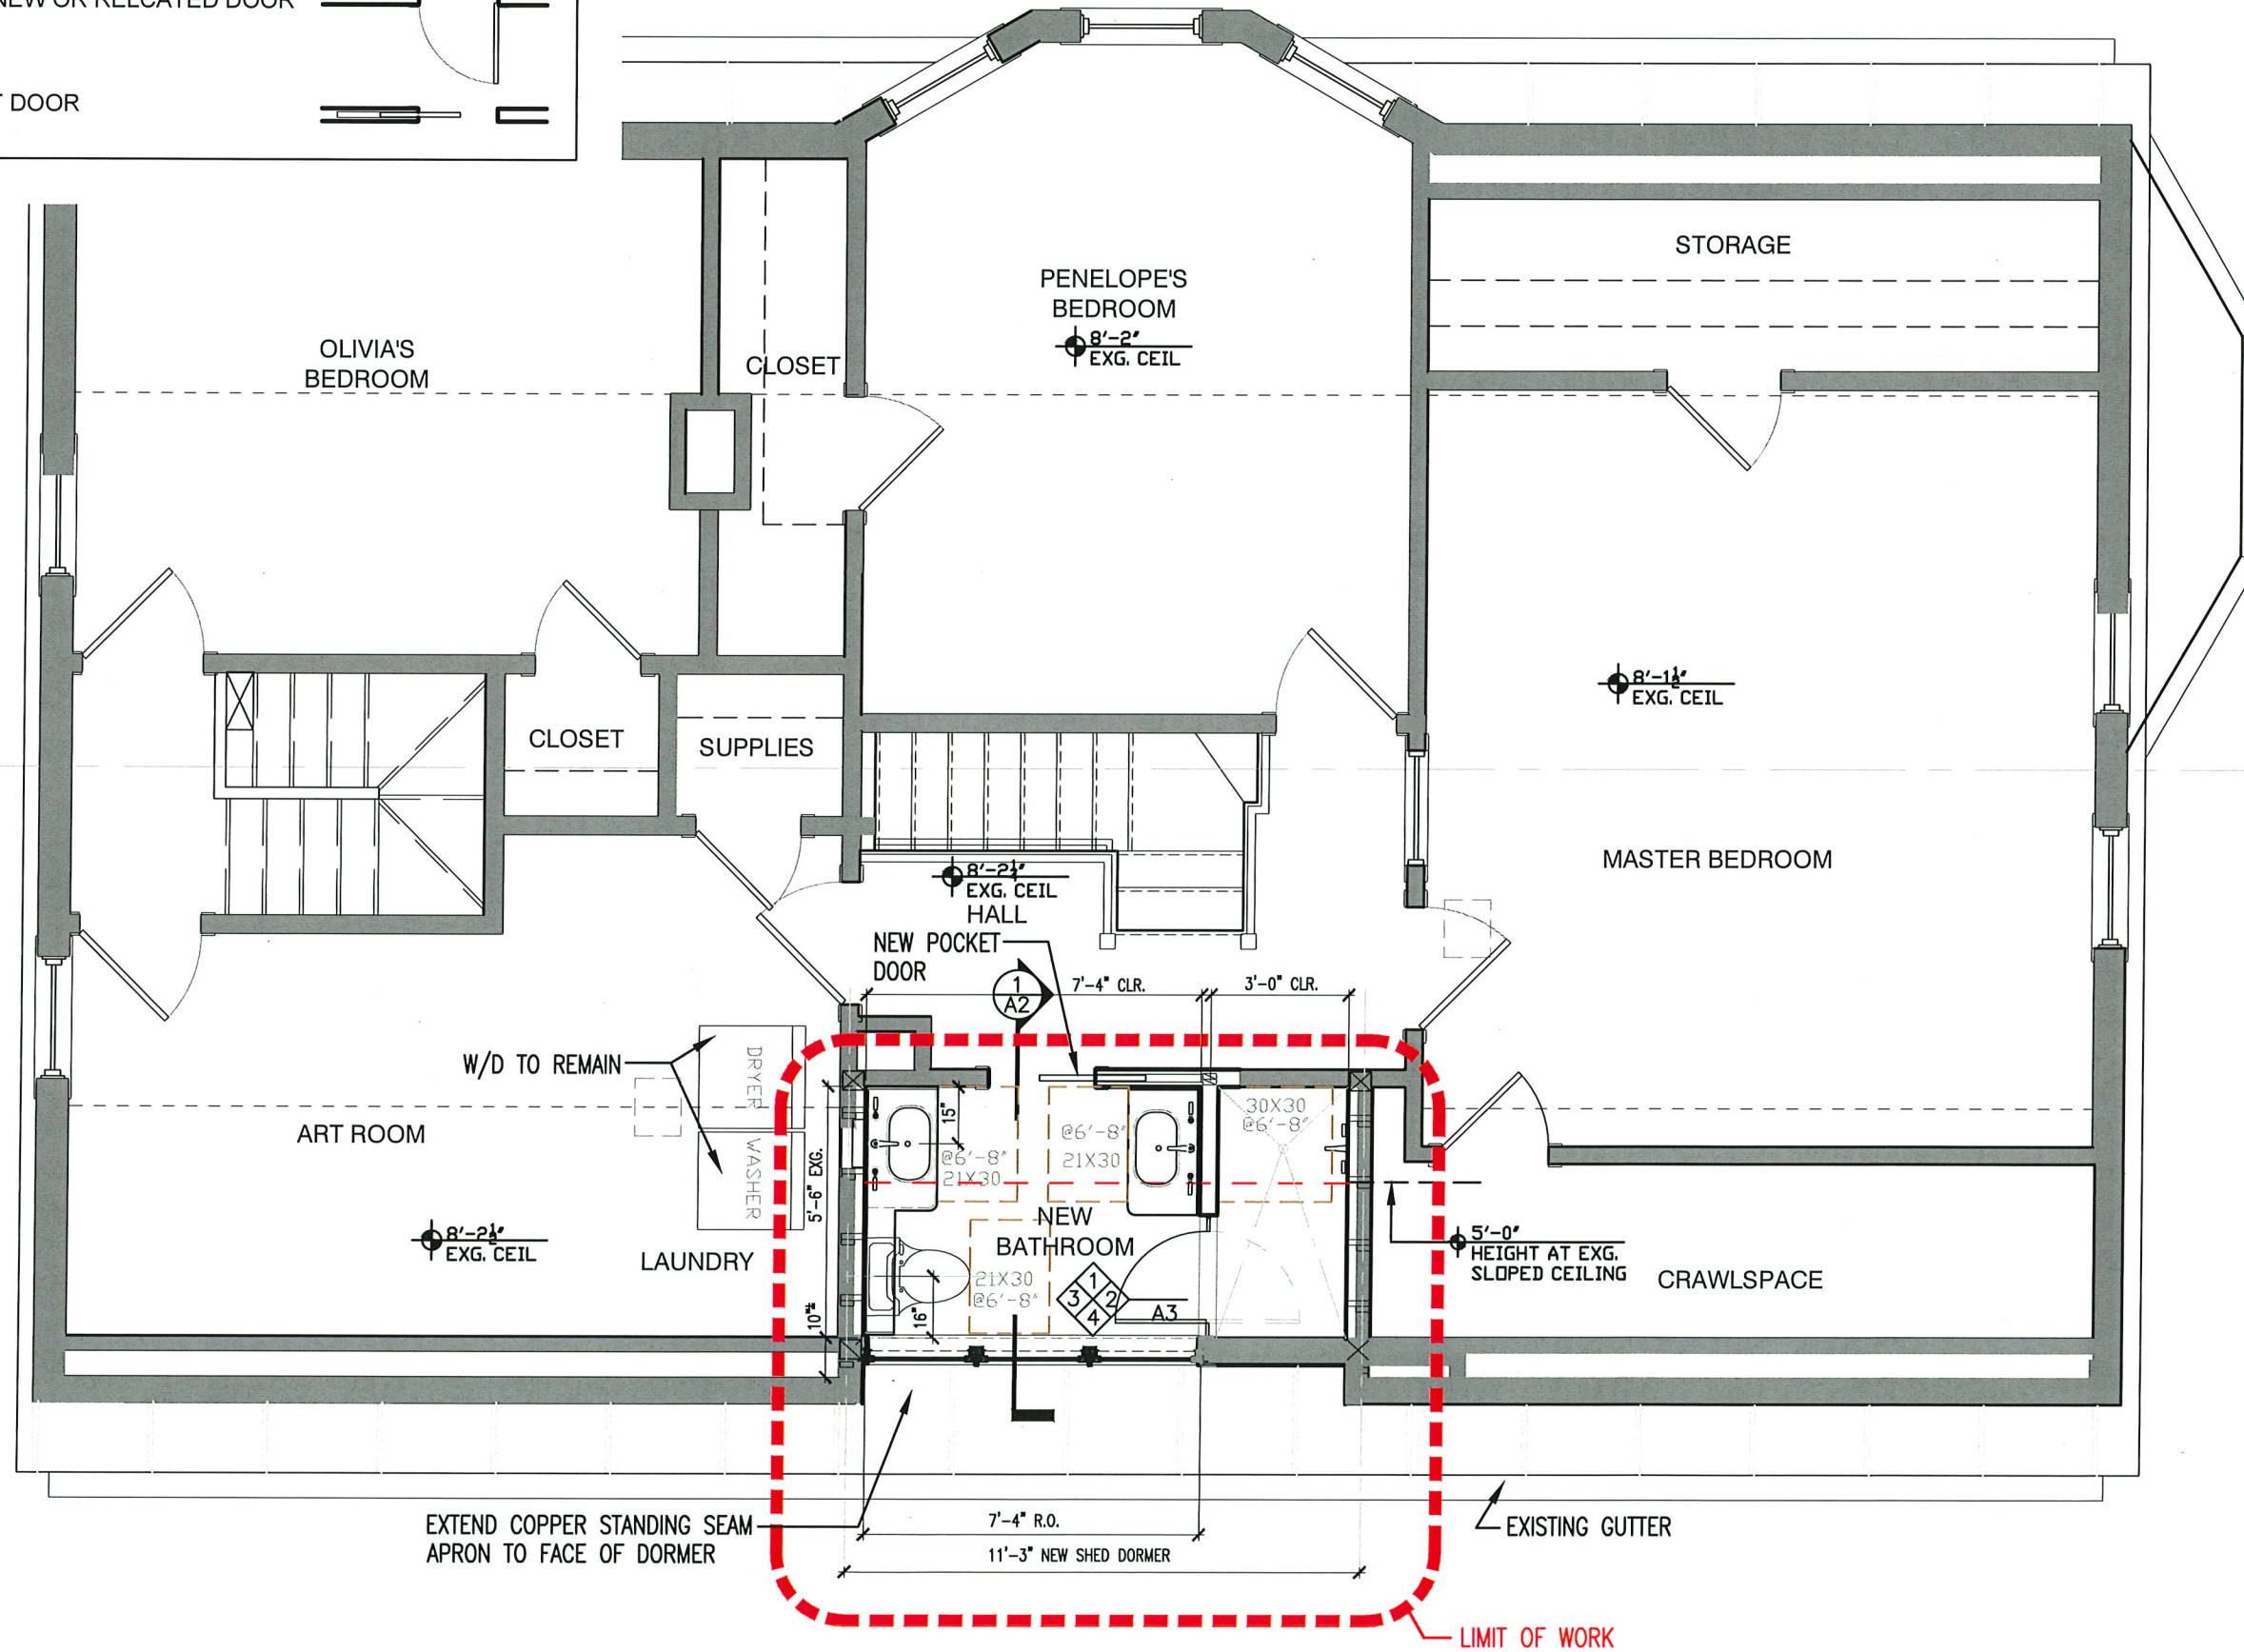 NEW OR RELCATED DOOR
T DOOR
STORAGE
PENELOPE'S
BEDROOM
8'-2"
EXG. CEIL
OLIVIA'S
BEDROOM
CLOSET
8'-1½"
EXG. CEIL
CLOSET
SUPPLIES
MASTER BEDROOM
8'-2½"
EXG. CEIL
HALL
NEW POCKET
DOOR
1
A2
7'-4" CLR.
3'-0" CLR.
W/D TO REMAIN
DRYER
WASHER
ART ROOM
5'-6" EXG.
15"
@6'-8"
21X30
@6'-8"
21X30
30X30
@6'-8"
NEW
BATHROOM
8'-2½"
EXG. CEIL
LAUNDRY
10"±
21X30
@6'-8"
16"
1
3
2
4
A3
5'-0"
HEIGHT AT EXG.
SLOPED CEILING
CRAWLSPACE
EXTEND COPPER STANDING SEAM
APRON TO FACE OF DORMER
7'-4" R.O.
11'-3" NEW SHED DORMER
EXISTING GUTTER
LIMIT OF WORK